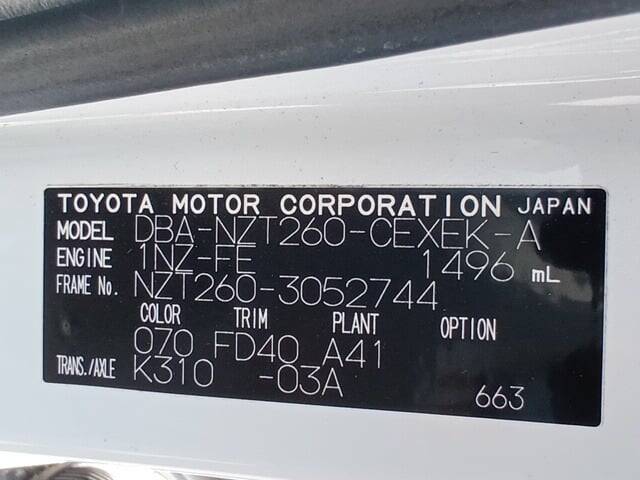 TOYOTA MOTOR CORPORATION JAPAN
MODEL DBA-NZT260-CEXEK-A
ENGINE 1NZ-FE 1496 mL
FRAME No. NZT260-3052744
COLOR TRIM PLANT OPTION
070 FD40 A41
TRANS./AXLE K310 -03A
663